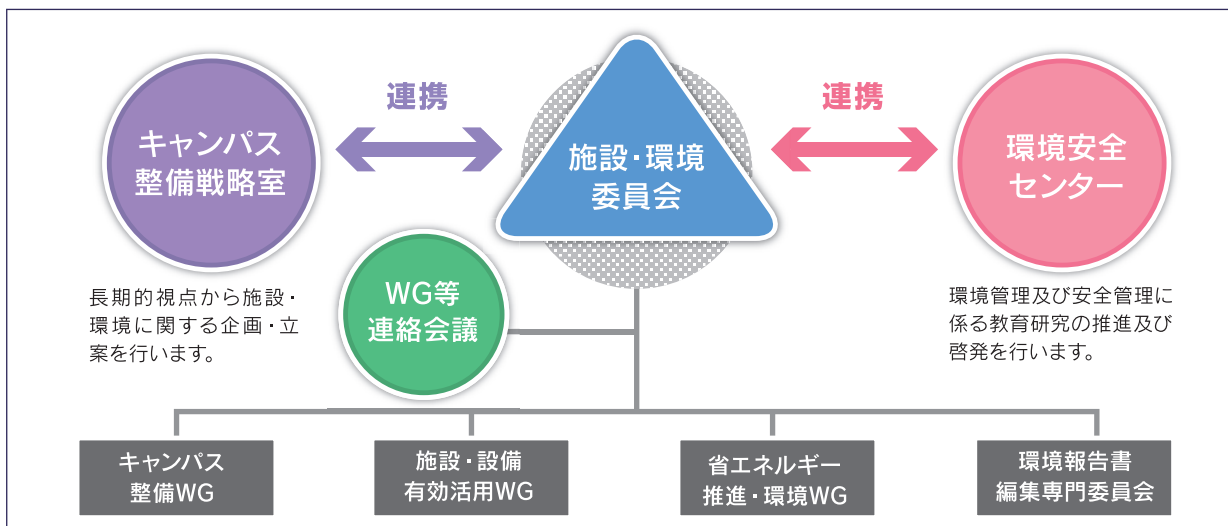 キャンパス
整備戦略室
連携
施設・環境
委員会
連携
環境安全
センター
長期的視点から施設・
環境に関する企画・立
案を行います。
WG等
連絡会議
環境管理及び安全管理に
係る教育研究の推進及び
啓発を行います。
キャンパス
整備WG
施設・設備
有効活用WG
省エネルギー
推進・環境WG
環境報告書
編集専門委員会